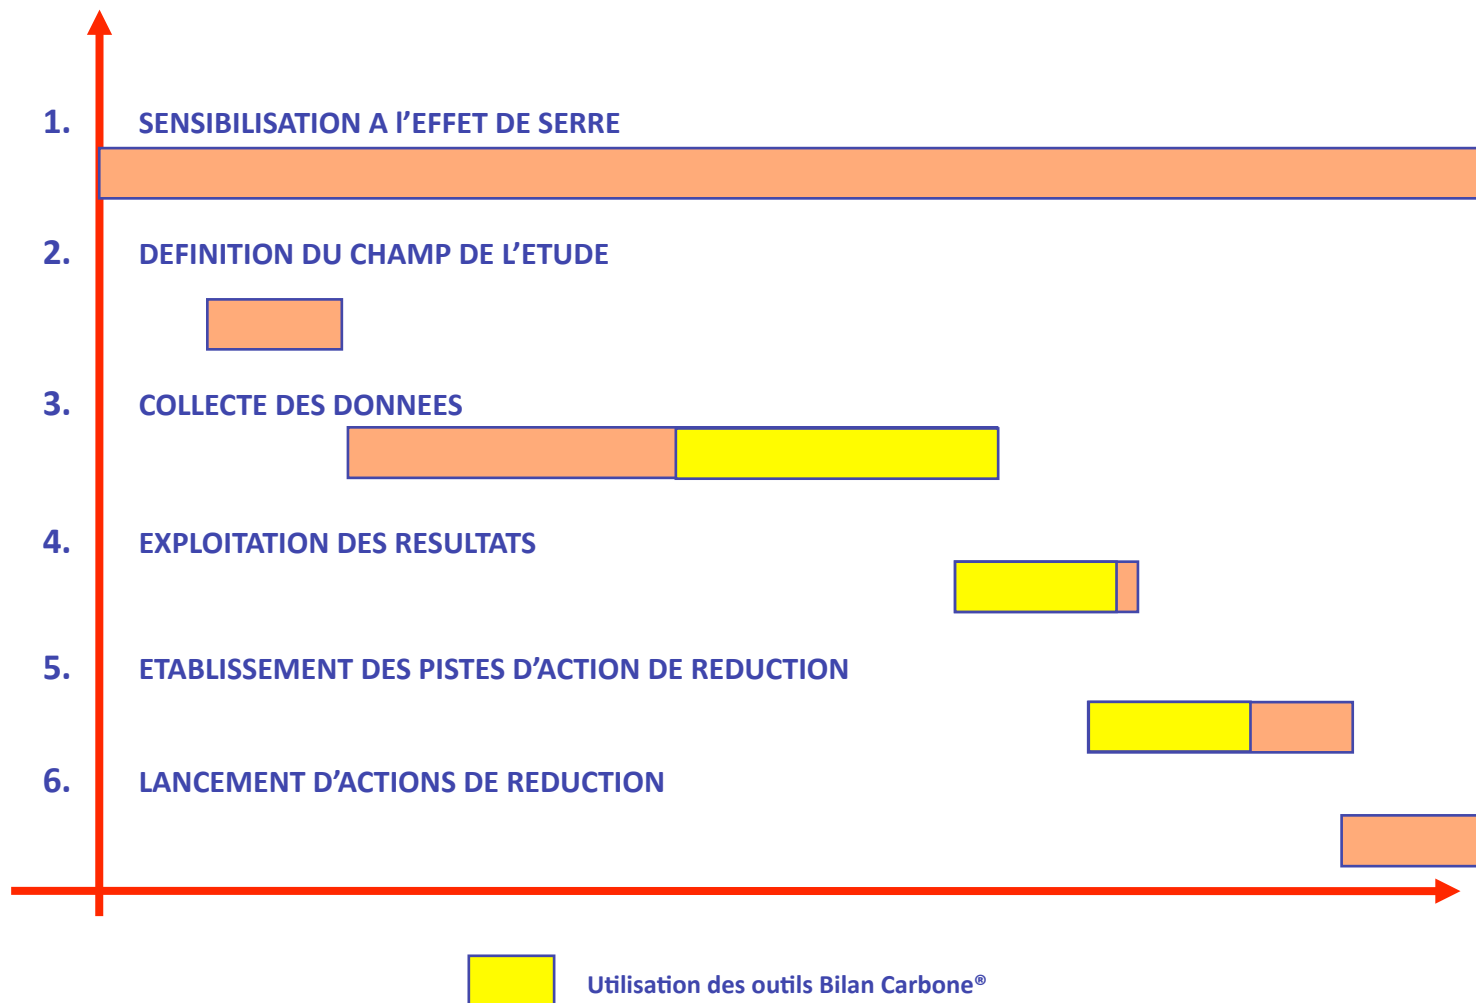 1. SENSIBILISATION A l’EFFET DE SERRE
2. DEFINITION DU CHAMP DE L’ETUDE
3. COLLECTE DES DONNEES
4. EXPLOITATION DES RESULTATS
5. ETABLISSEMENT DES PISTES D’ACTION DE REDUCTION
6. LANCEMENT D’ACTIONS DE REDUCTION
Utilisation des outils Bilan Carbone®